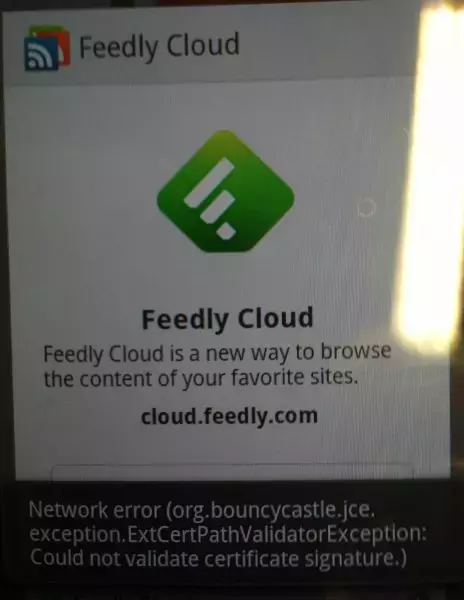 Feedly Cloud
Feedly Cloud
Feedly Cloud is a new way to browse
the content of your favorite sites.
cloud.feedly.com
Network error (org.bouncycastle.jce.
exception.ExtCertPathValidatorException:
Could not validate certificate signature.)